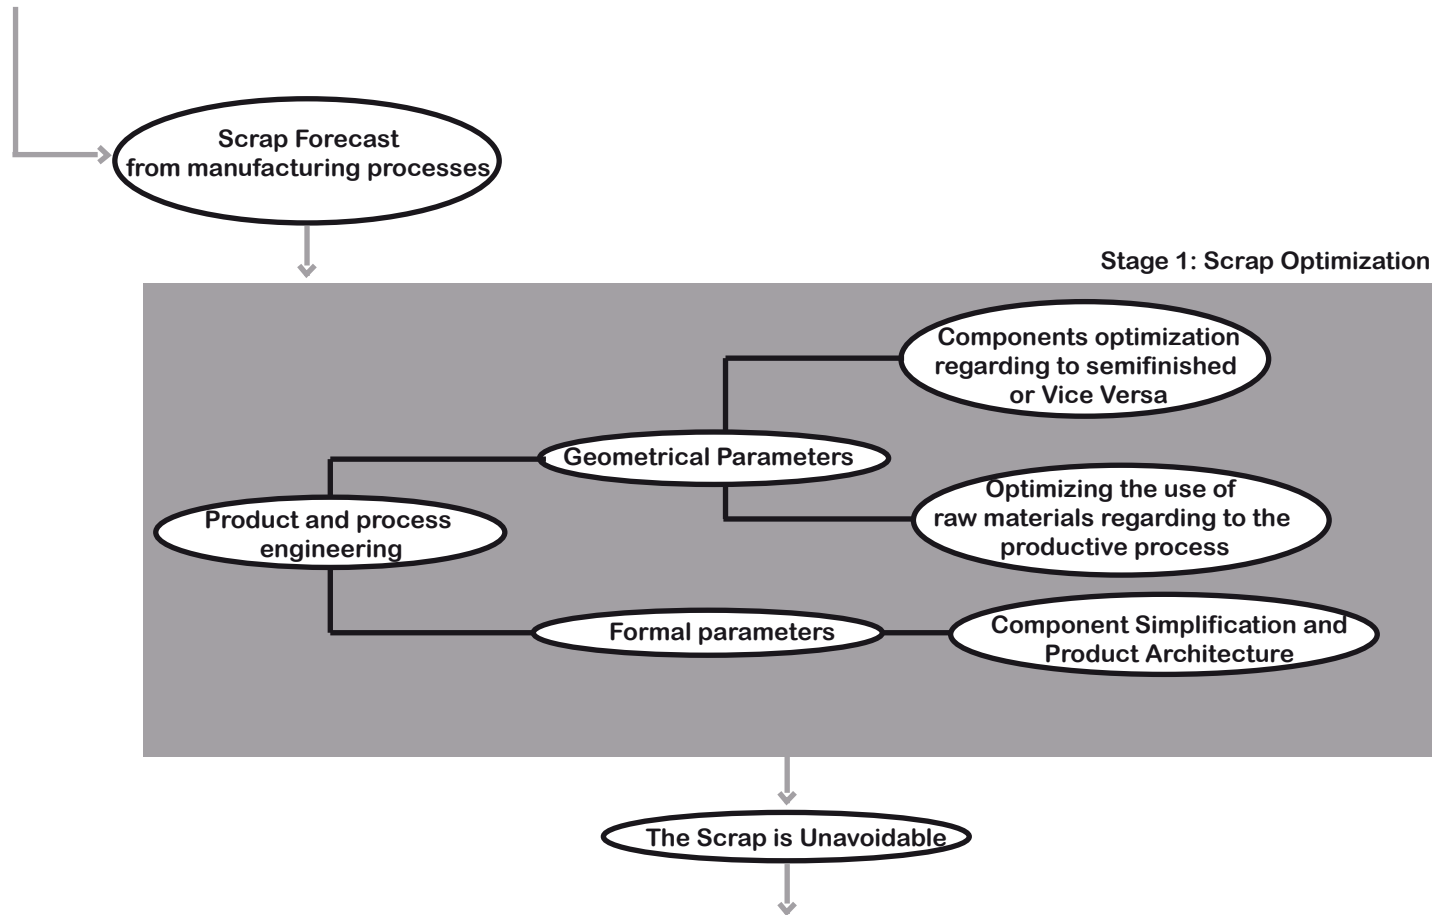 Scrap Forecast
from manufacturing processes
Stage 1: Scrap Optimization
Components optimization
regarding to semifinished
or Vice Versa
Geometrical Parameters
Optimizing the use of
raw materials regarding to the
productive process
Product and process
engineering
Formal parameters
Component Simplification and
Product Architecture
The Scrap is Unavoidable